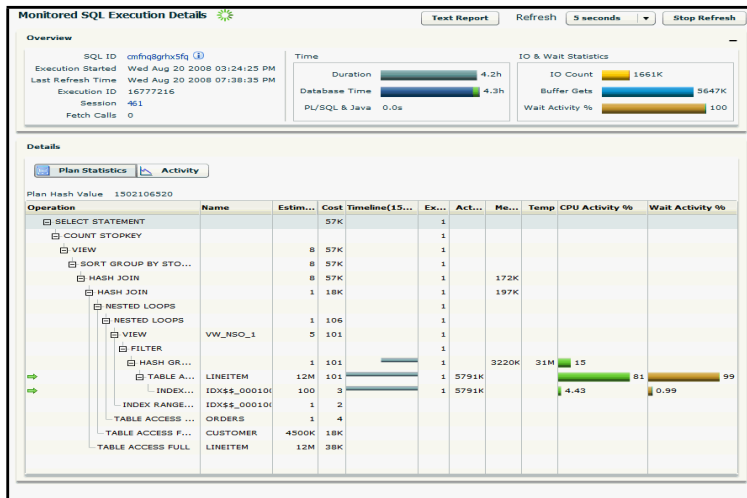 Monitored SQL Execution Details
Text Report
Refresh
5 seconds
Stop Refresh
Overview
SQL ID cmfnq8grhx5fq
Execution Started Wed Aug 20 2008 03:24:25 PM
Last Refresh Time Wed Aug 20 2008 07:38:35 PM
Execution ID 16777216
Session 461
Fetch Calls 0
Time
Duration 4.2h
Database Time 4.3h
PL/SQL & Java 0.0s
IO & Wait Statistics
IO Count 1661K
Buffer Gets 5647K
Wait Activity % 100
Details
Plan Statistics
Activity
Plan Hash Value 1502106520
Operation Name Estim... Cost Timeline(15... Ex... Act... Me... Temp CPU Activity % Wait Activity %
SELECT STATEMENT 57K 1
COUNT STOPKEY 1
VIEW 8 57K 1
SORT GROUP BY STO... 8 57K 1
HASH JOIN 8 57K 1 172K
HASH JOIN 1 18K 1 197K
NESTED LOOPS 1
NESTED LOOPS 1 106 1
VIEW VW_NSO_1 5 101 1
FILTER 1
HASH GR... 1 101 1 3220K 31M 15
TABLE A... LINEITEM 12M 101 1 5791K 81 99
INDEX... IDX$$_000100 100 3 1 5791K 4.43 0.99
INDEX RANGE... IDX$$_000100 1 2
TABLE ACCESS ... ORDERS 1 4
TABLE ACCESS F... CUSTOMER 4500K 18K
TABLE ACCESS FULL LINEITEM 12M 38K